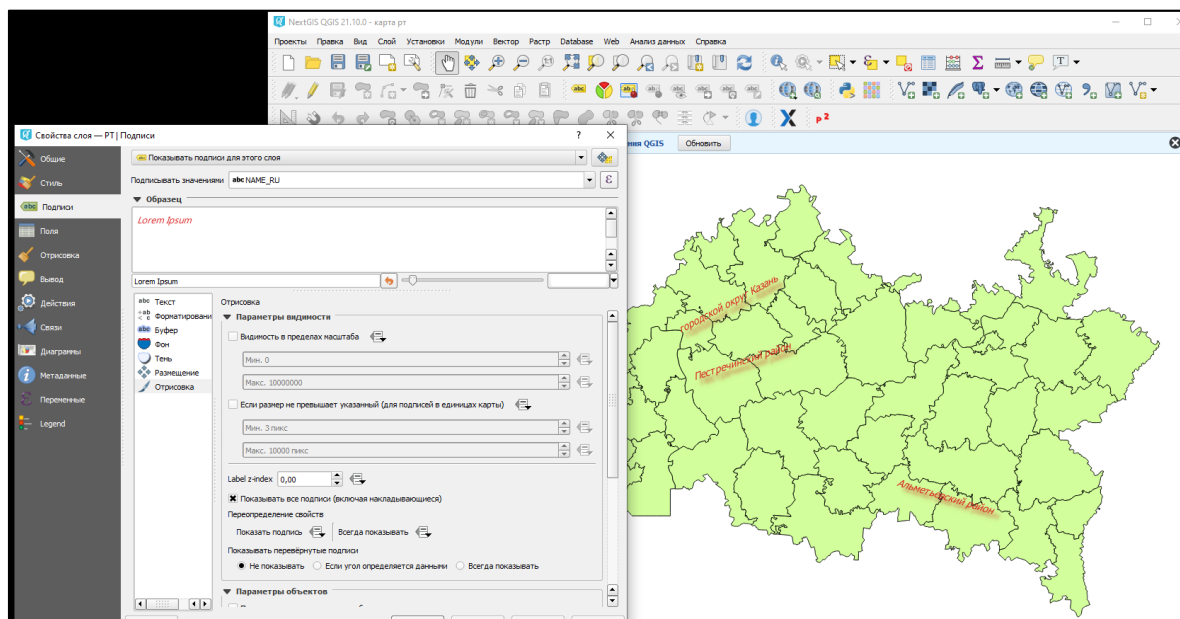 NextGIS QGIS 21.10.0 - карта рт
Проекты Правка Вид Слой Установки Модули Вектор Растр Database Web Анализ данных Справка
ния QGIS Обновить
Свойства слоя — РТ | Подписи
Общие
Стиль
Подписи
Поля
Отрисовка
Вывод
Действия
Связи
Диаграммы
Метаданные
Переменные
Legend
Показывать подписи для этого слоя
Подписывать значениями abc NAME_RU
Образец
Lorem Ipsum
Lorem Ipsum
Текст
Форматировани
Буфер
Фон
Тень
Размещение
Отрисовка
Отрисовка
Параметры видимости
Видимость в пределах масштаба
Мин. 0
Макс. 10000000
Если размер не превышает указанный (для подписей в единицах карты)
Мин. 3 пикс
Макс. 10000 пикс
Label z-index 0,00
Показывать все подписи (включая накладывающиеся)
Переопределение свойств
Показать подпись Всегда показывать
Показывать перевёрнутые подписи
Не показывать Если угол определяется данными Всегда показывать
Параметры объектов
городской округ Казань
Пестречинский район
Альметьевский район